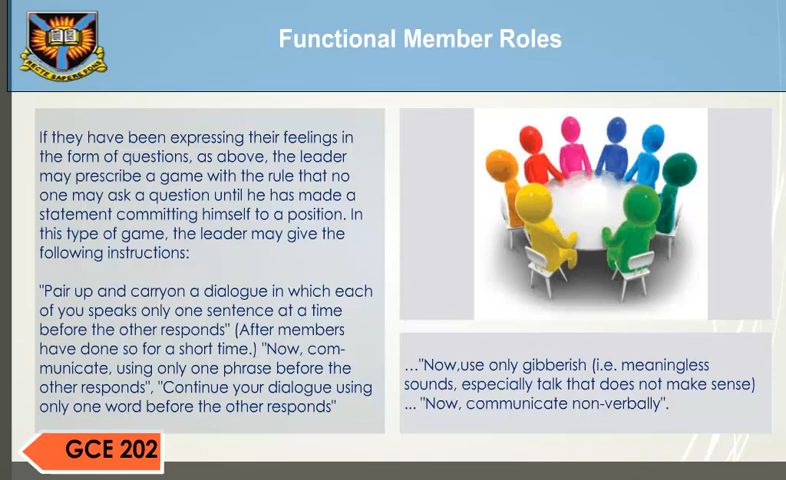 Functional Member Roles
RECTE SAPERE FONS
If they have been expressing their feelings in
the form of questions, as above, the leader
may prescribe a game with the rule that no
one may ask a question until he has made a
statement committing himself to a position. In
this type of game, the leader may give the
following instructions:
"Pair up and carryon a dialogue in which each
of you speaks only one sentence at a time
before the other responds" (After members
have done so for a short time.) "Now, com-
municate, using only one phrase before the
other responds", "Continue your dialogue using
only one word before the other responds"
…"Now,use only gibberish (i.e. meaningless
sounds, especially talk that does not make sense)
... "Now, communicate non-verbally".
GCE 202